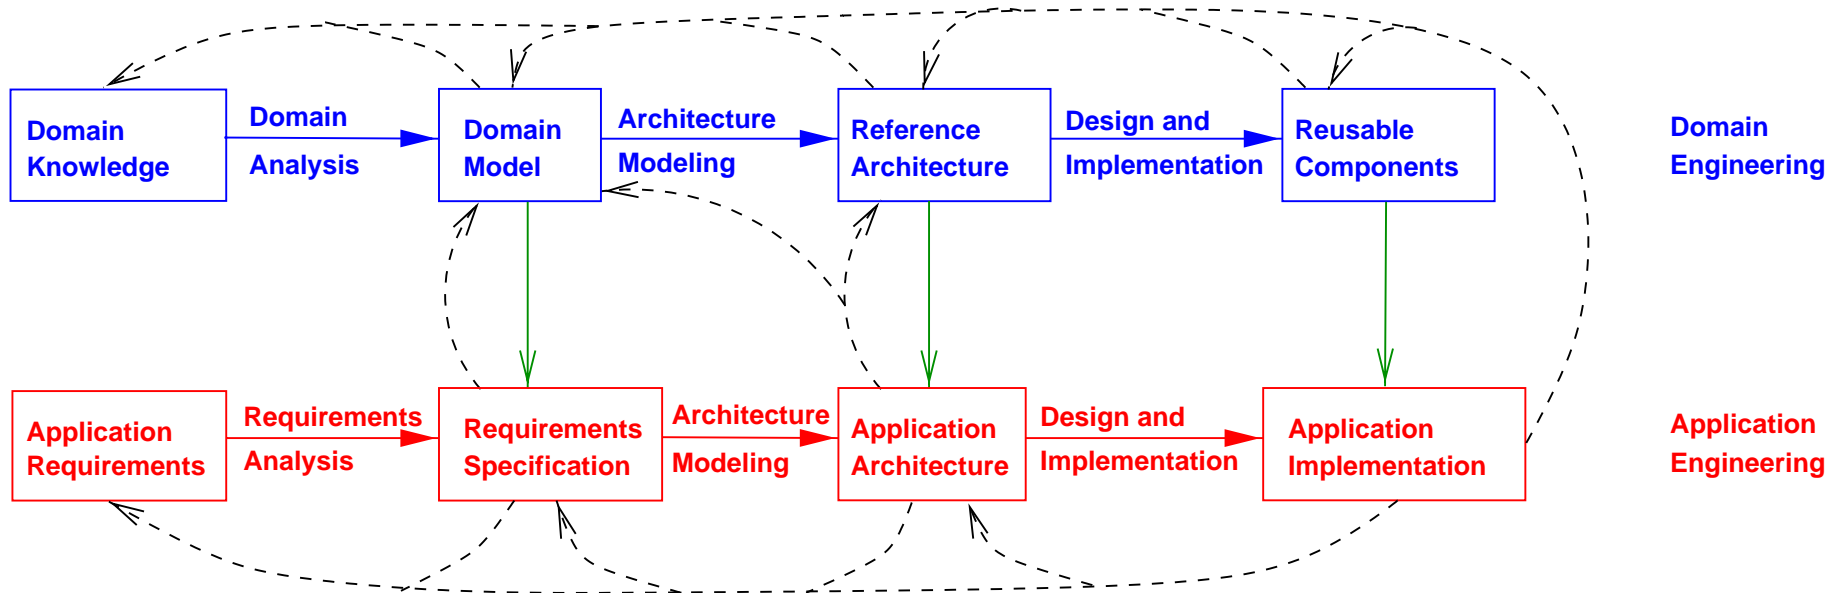 Domain
Knowledge
Domain
Analysis
Domain
Model
Architecture
Modeling
Reference
Architecture
Design and
Implementation
Reusable
Components
Domain
Engineering
Application
Requirements
Requirements
Analysis
Requirements
Specification
Architecture
Modeling
Application
Architecture
Design and
Implementation
Application
Implementation
Application
Engineering